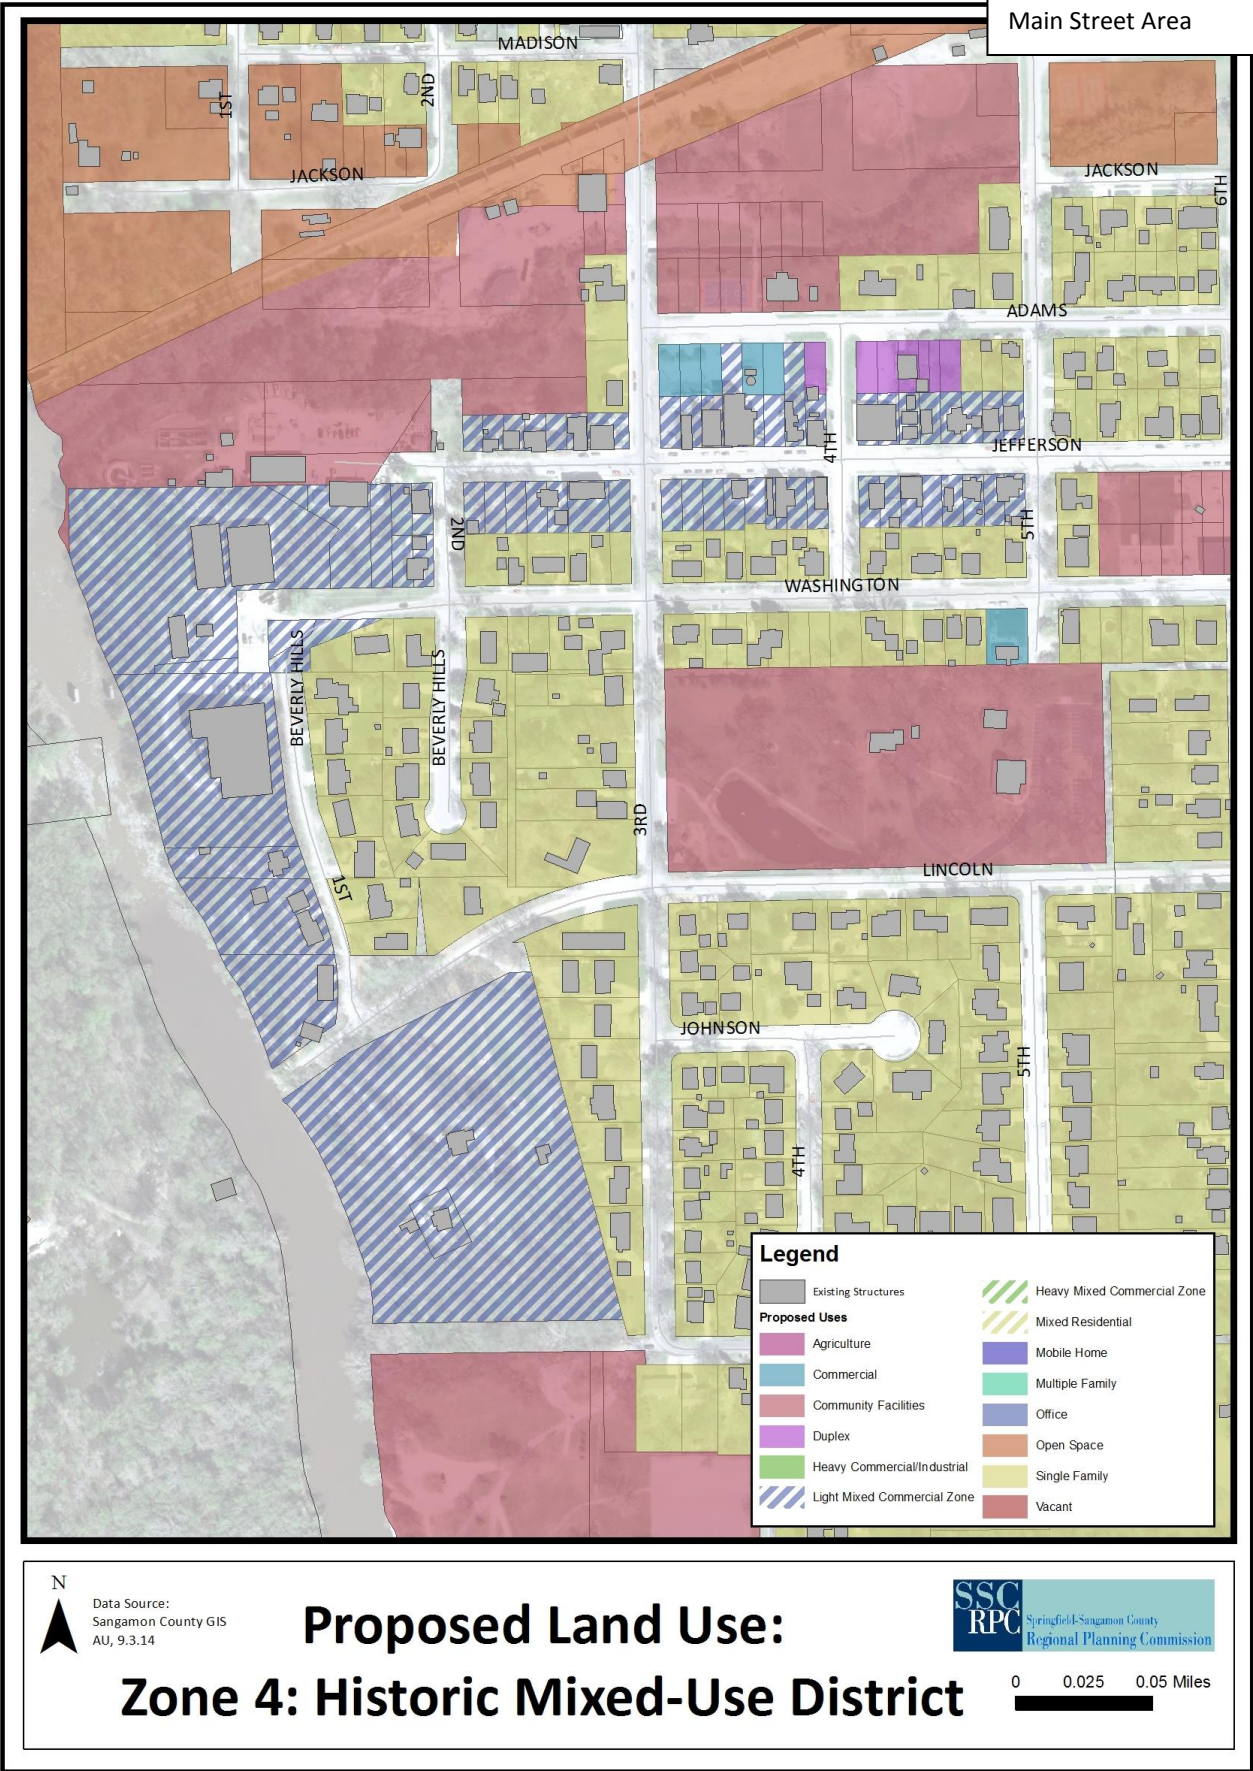 Main Street Area
MADISON
1ST
2ND
JACKSON
JACKSON
6TH
ADAMS
4TH
JEFFERSON
2ND
5TH
WASHINGTON
BEVERLY HILLS
BEVERLY HILLS
3RD
1ST
LINCOLN
JOHNSON
5TH
4TH
Legend
Existing Structures
Proposed Uses
Agriculture
Commercial
Community Facilities
Duplex
Heavy Commercial/Industrial
Light Mixed Commercial Zone
Heavy Mixed Commercial Zone
Mixed Residential
Mobile Home
Multiple Family
Office
Open Space
Single Family
Vacant
N
Data Source:
Sangamon County GIS
AU, 9.3.14
Proposed Land Use:
Zone 4: Historic Mixed-Use District
SSC
RPC
Springfield-Sangamon County
Regional Planning Commission
0 0.025 0.05 Miles